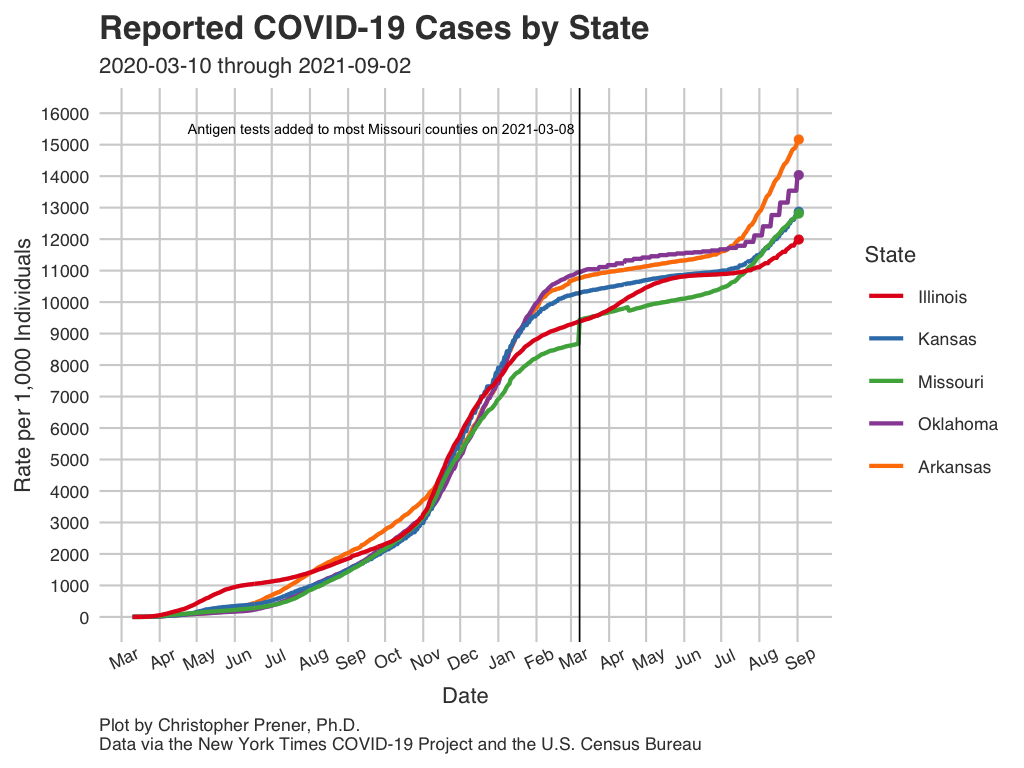 Reported COVID-19 Cases by State
2020-03-10 through 2021-09-02
Antigen tests added to most Missouri counties on 2021-03-08
Rate per 1,000 Individuals
16000
15000
14000
13000
12000
11000
10000
9000
8000
7000
6000
5000
4000
3000
2000
1000
0
Mar Apr May Jun Jul Aug Sep Oct Nov Dec Jan Feb Mar Apr May Jun Jul Aug Sep
Date
State
Illinois
Kansas
Missouri
Oklahoma
Arkansas
Plot by Christopher Prener, Ph.D.
Data via the New York Times COVID-19 Project and the U.S. Census Bureau